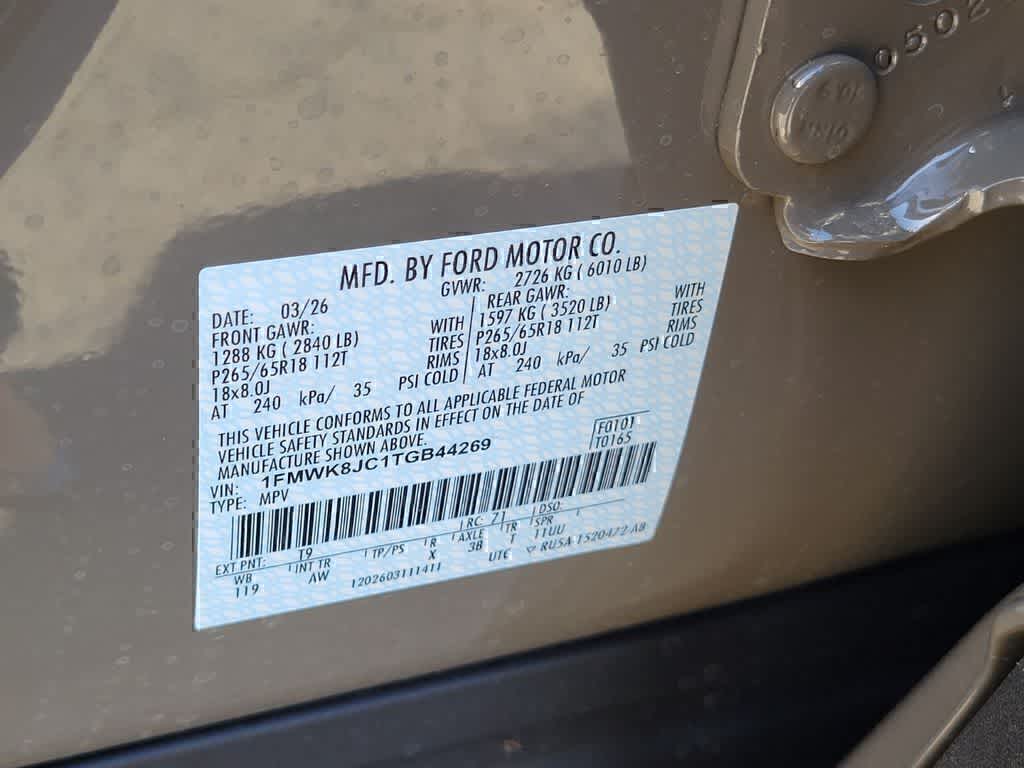 0502
MFD. BY FORD MOTOR CO.
DATE: 03/26
GVWR: 2726 KG ( 6010 LB)
FRONT GAWR:
1288 KG ( 2840 LB) WITH
P265/65R18 112T TIRES
18x8.0J RIMS
AT 240 kPa/ 35 PSI COLD
REAR GAWR:
1597 KG ( 3520 LB) WITH
P265/65R18 112T TIRES
18x8.0J RIMS
AT 240 kPa/ 35 PSI COLD
THIS VEHICLE CONFORMS TO ALL APPLICABLE FEDERAL MOTOR
VEHICLE SAFETY STANDARDS IN EFFECT ON THE DATE OF
MANUFACTURE SHOWN ABOVE.
VIN: 1FMWK8JC1TGB44269
TYPE: MPV
F0101
T0165
EXT PNT: T9 RC: 71 DSO:
WB INT TR TP/PS R AXLE TR SPR
119 AW X 3B T 11UU
1202603111411 UTC ▽ RU5A-1520472-AB